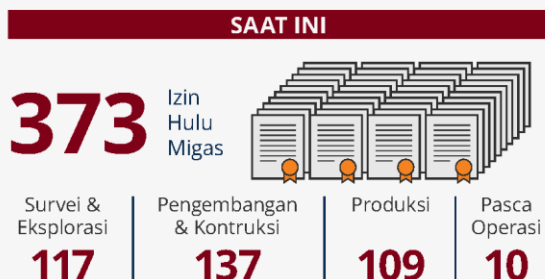 SAAT INI
373
Izin
Hulu
Migas
Survei &
Eksplorasi
117
Pengembangan
& Kontruksi
137
Produksi
109
Pasca
Operasi
10